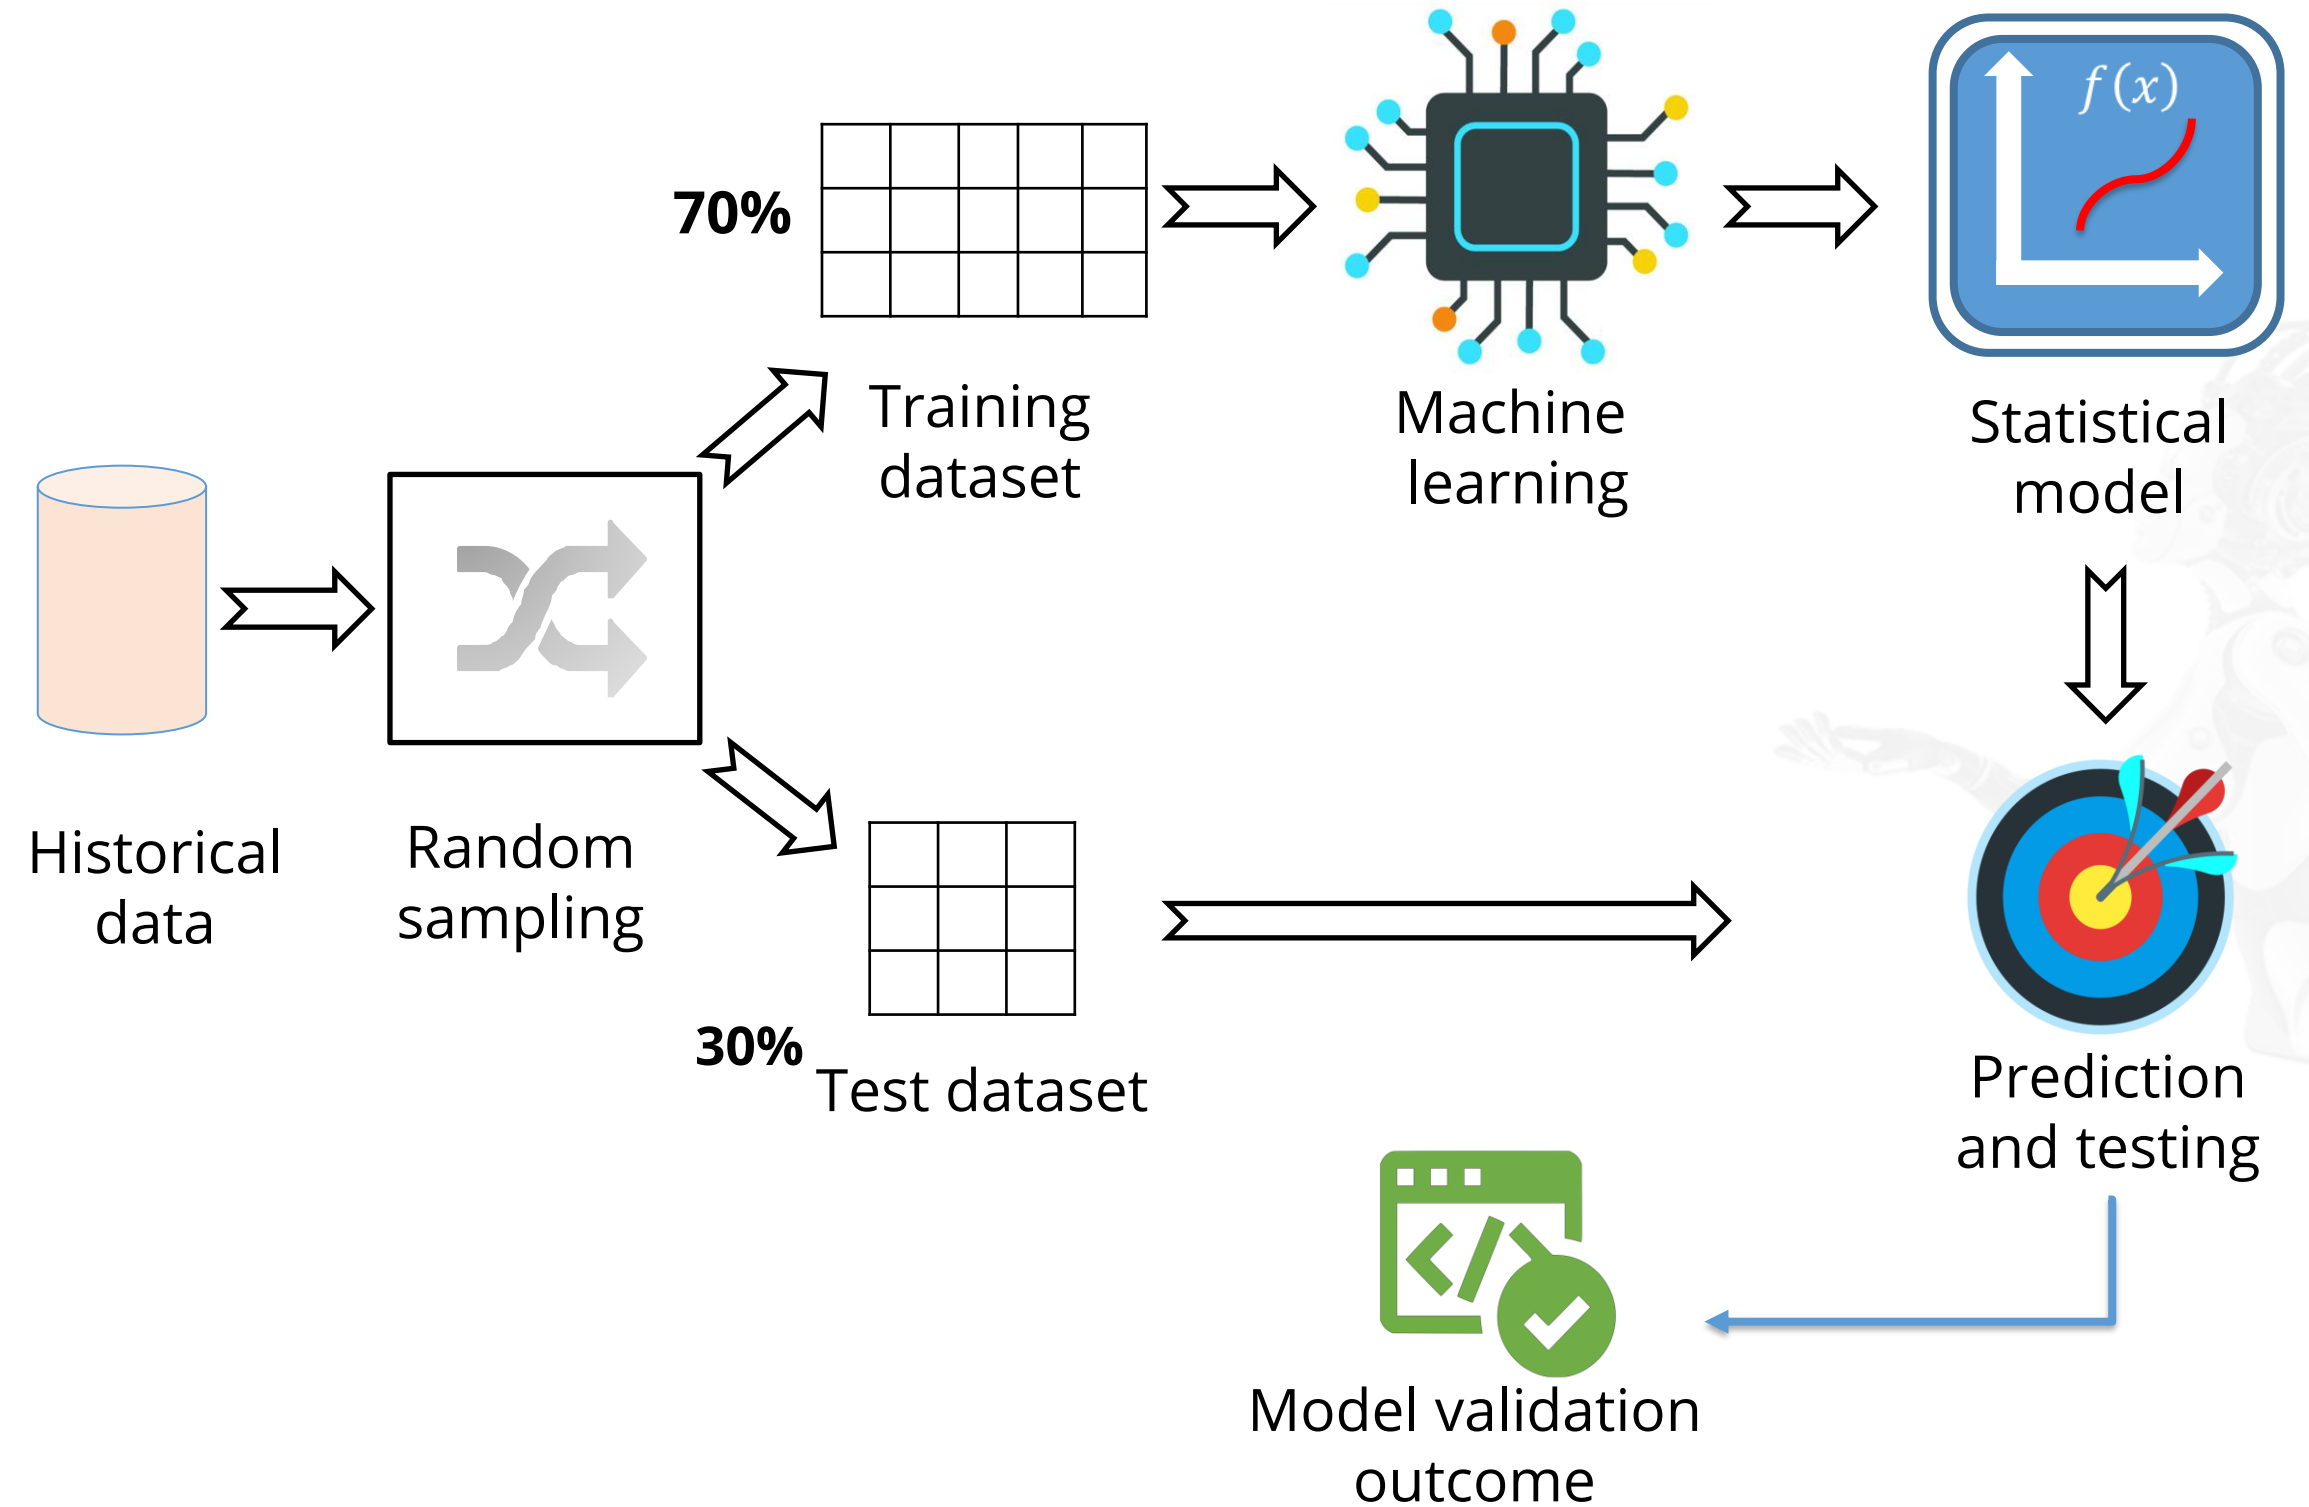 70%
Training
dataset
Machine
learning
f(x)
Statistical
model
Historical
data
Random
sampling
30%
Test dataset
Prediction
and testing
</>
Model validation
outcome